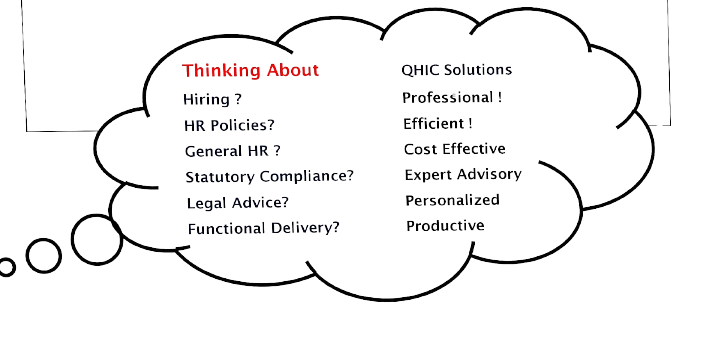 Thinking About
Hiring ?
HR Policies?
General HR ?
Statutory Compliance?
Legal Advice?
Functional Delivery?
QHIC Solutions
Professional !
Efficient !
Cost Effective
Expert Advisory
Personalized
Productive